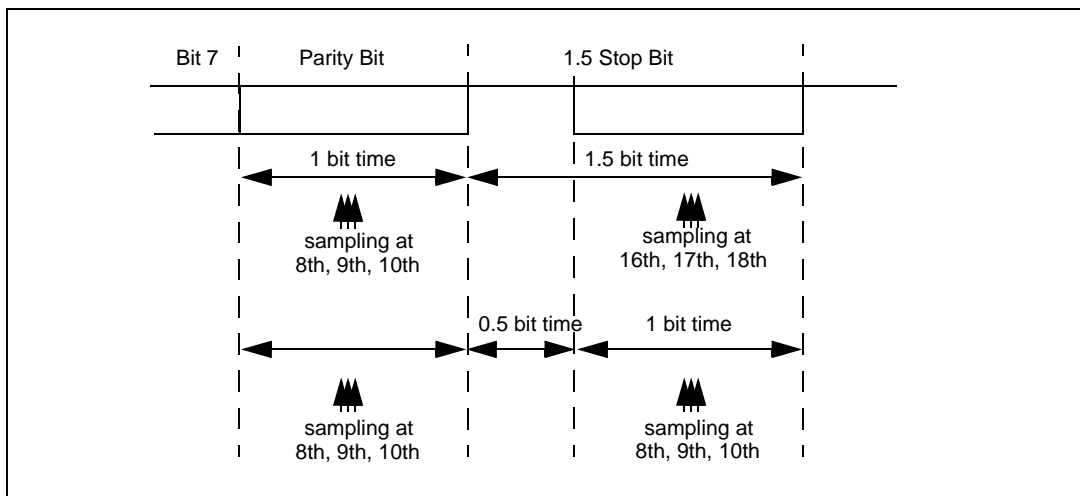 Bit 7 Parity Bit 1.5 Stop Bit
1 bit time 1.5 bit time
sampling at
8th, 9th, 10th
sampling at
16th, 17th, 18th
0.5 bit time 1 bit time
sampling at
8th, 9th, 10th
sampling at
8th, 9th, 10th